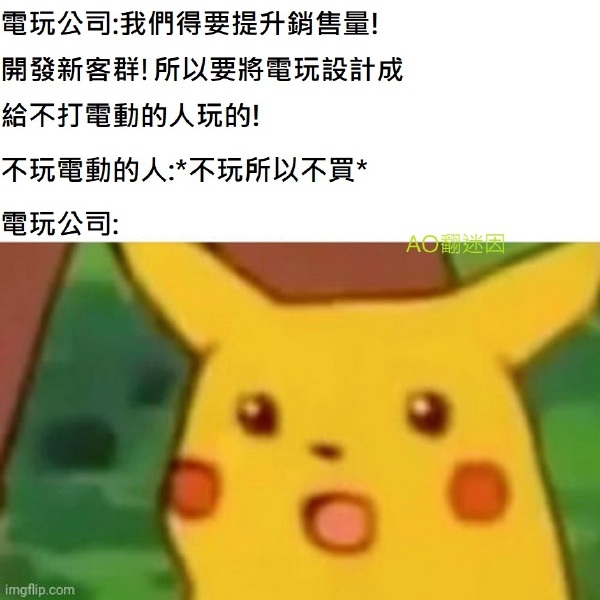 電玩公司:我們得要提升銷售量!
開發新客群! 所以要將電玩設計成
給不打電動的人玩的!
不玩電動的人:*不玩所以不買*
電玩公司:
AO翻迷因
imgflip.com